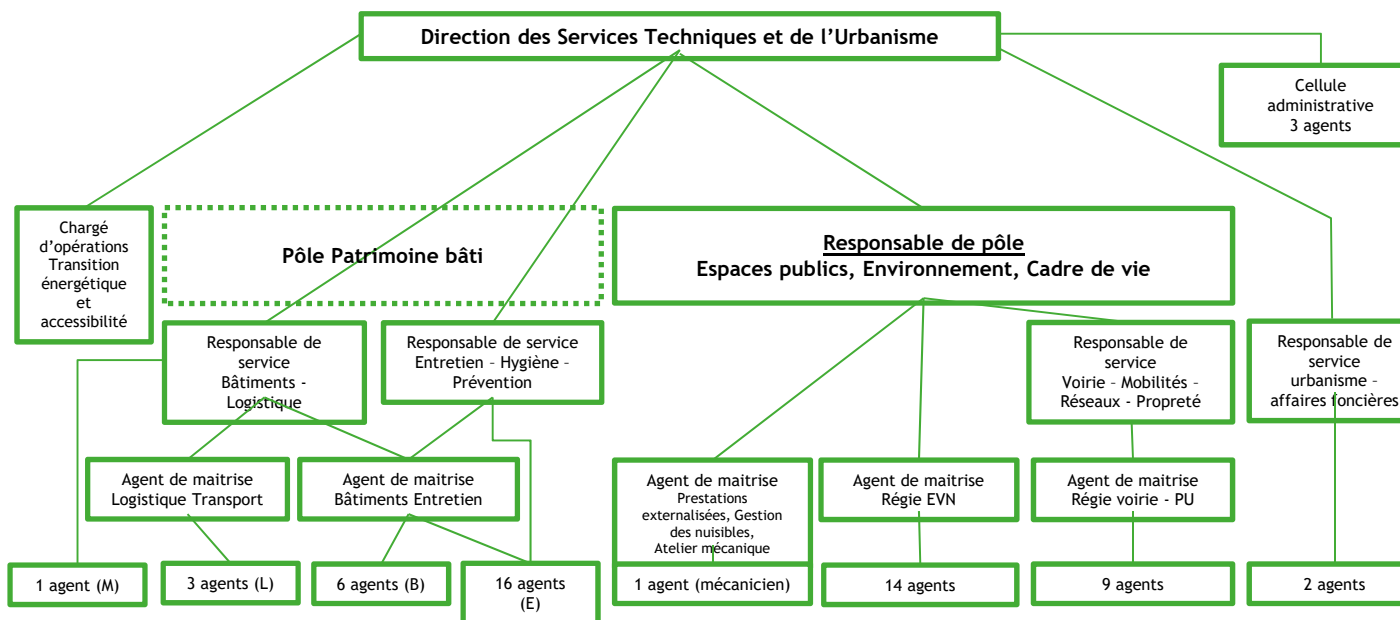 Direction des Services Techniques et de l’Urbanisme
Cellule
administrative
3 agents
Chargé
d’opérations
Transition
énergétique
et
accessibilité
Pôle Patrimoine bâti
Responsable de pôle
Espaces publics, Environnement, Cadre de vie
Responsable de
service
Bâtiments -
Logistique
Responsable de service
Entretien - Hygiène -
Prévention
Responsable de
service
Voirie - Mobilités -
Réseaux - Propreté
Responsable de
service
urbanisme -
affaires foncières
Agent de maitrise
Logistique Transport
Agent de maitrise
Bâtiments Entretien
Agent de maitrise
Prestations
externalisées, Gestion
des nuisibles,
Atelier mécanique
Agent de maitrise
Régie EVN
Agent de maitrise
Régie voirie - PU
1 agent (M)
3 agents (L)
6 agents (B)
16 agents
(E)
1 agent (mécanicien)
14 agents
9 agents
2 agents